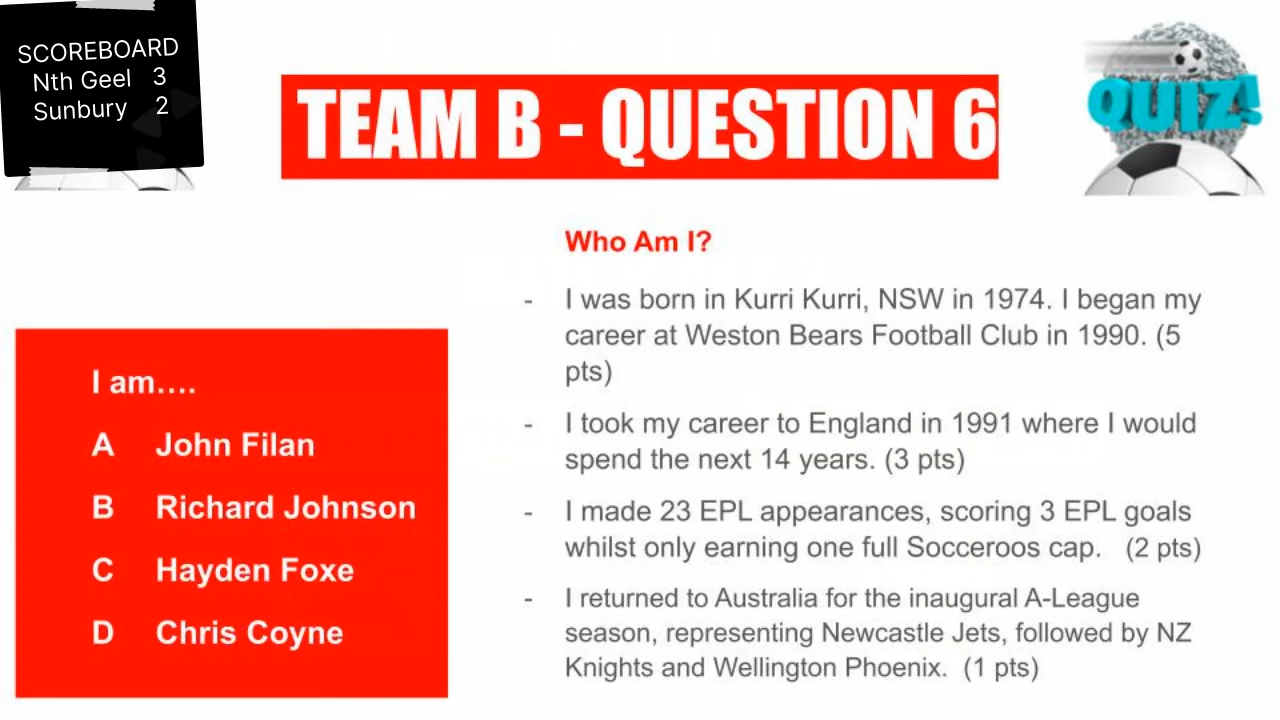 SCOREBOARD
Nth Geel 3
Sunbury 2
TEAM B - QUESTION 6
QUIZ!
Who Am I?
- I was born in Kurri Kurri, NSW in 1974. I began my
career at Weston Bears Football Club in 1990. (5
pts)
- I took my career to England in 1991 where I would
spend the next 14 years. (3 pts)
- I made 23 EPL appearances, scoring 3 EPL goals
whilst only earning one full Socceroos cap. (2 pts)
- I returned to Australia for the inaugural A-League
season, representing Newcastle Jets, followed by NZ
Knights and Wellington Phoenix. (1 pts)
I am....
A John Filan
B Richard Johnson
C Hayden Foxe
D Chris Coyne